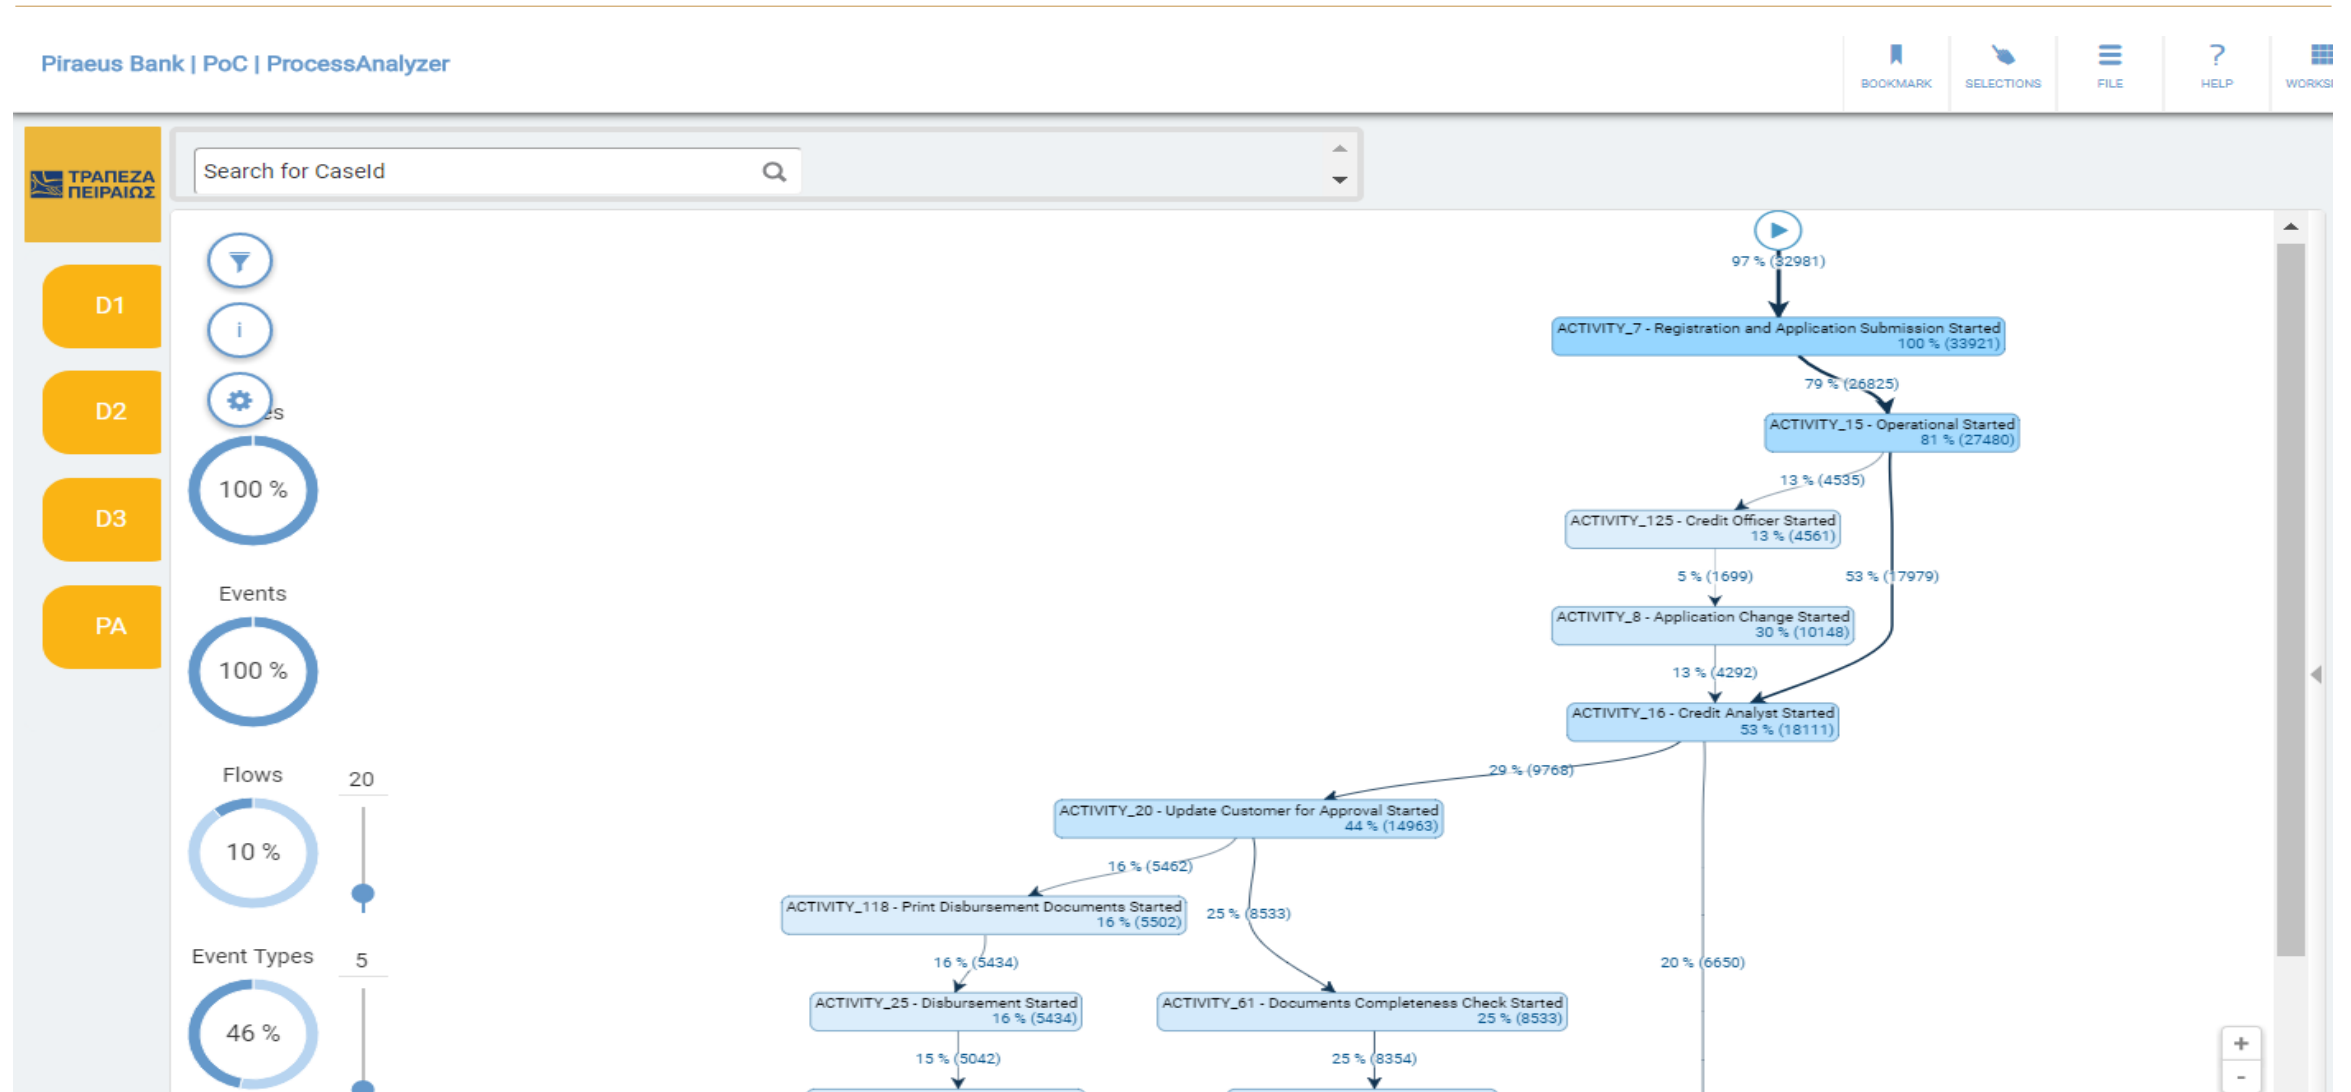 Piraeus Bank | PoC | ProcessAnalyzer
BOOKMARK
SELECTIONS
FILE
?
HELP
ΤΡΑΠΕΖΑ
ΠΕΙΡΑΙΩΣ
Search for CaseId
D1
D2
D3
PA
i
100 %
Events
100 %
Flows
20
10 %
Event Types
5
46 %
97 % (32981)
ACTIVITY_7 - Registration and Application Submission Started
100 % (33921)
79 % (26825)
ACTIVITY_15 - Operational Started
81 % (27480)
13 % (4535)
ACTIVITY_125 - Credit Officer Started
13 % (4561)
5 % (1699)
53 % (17979)
ACTIVITY_8 - Application Change Started
30 % (10148)
13 % (4292)
ACTIVITY_16 - Credit Analyst Started
53 % (18111)
29 % (9768)
ACTIVITY_20 - Update Customer for Approval Started
44 % (14963)
16 % (5462)
ACTIVITY_118 - Print Disbursement Documents Started
16 % (5502)
25 % (8533)
16 % (5434)
20 % (6650)
ACTIVITY_25 - Disbursement Started
16 % (5434)
ACTIVITY_61 - Documents Completeness Check Started
25 % (8533)
15 % (5042)
25 % (8354)
+
-